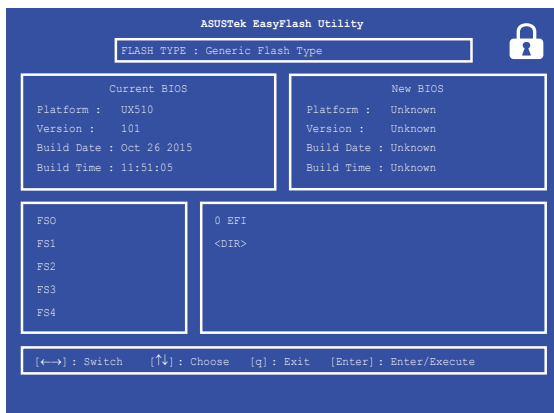 ASUSTek EasyFlash Utility
FLASH TYPE : Generic Flash Type
Current BIOS
Platform : UX510
Version : 101
Build Date : Oct 26 2015
Build Time : 11:51:05
New BIOS
Platform : Unknown
Version : Unknown
Build Date : Unknown
Build Time : Unknown
FSO
FS1
FS2
FS3
FS4
0 EFI
<DIR>
[←→] : Switch [↑↓] : Choose [q] : Exit [Enter] : Enter/Execute